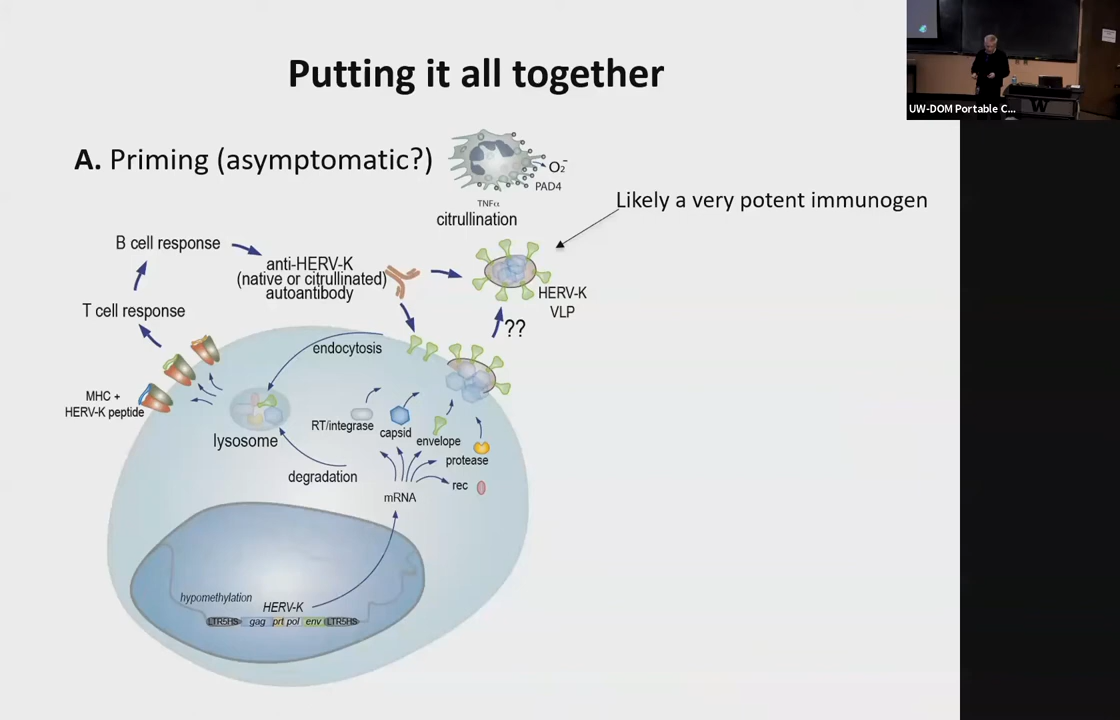 Putting it all together
UW-DOM Portable C...
W
A. Priming (asymptomatic?)
O₂⁻
PAD4
TNFα
citrullination
Likely a very potent immunogen
B cell response
anti-HERV-K
(native or citrullinated)
autoantibody
HERV-K
VLP
T cell response
??
endocytosis
MHC +
HERV-K peptide
lysosome
RT/integrase
capsid
envelope
protease
degradation
rec
mRNA
hypomethylation
HERV-K
LTR5HS gag prt pol env LTR5HS